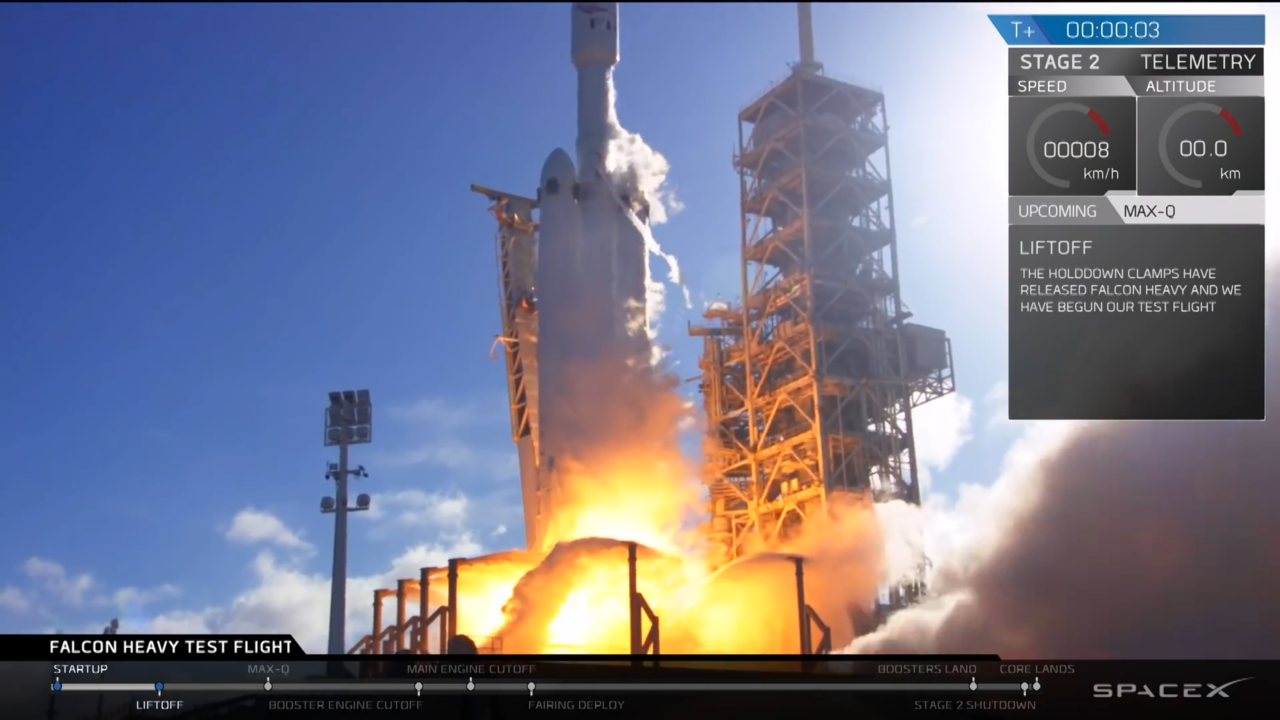 T+ 00:00:03
STAGE 2 TELEMETRY
SPEED ALTITUDE
00008 00.0
km/h km
UPCOMING MAX-Q
LIFTOFF
THE HOLDDOWN CLAMPS HAVE
RELEASED FALCON HEAVY AND WE
HAVE BEGUN OUR TEST FLIGHT
FALCON HEAVY TEST FLIGHT
STARTUP MAX-Q MAIN ENGINE CUTOFF BOOSTERS LAND CORE LANDS
LIFTOFF BOOSTER ENGINE CUTOFF FAIRING DEPLOY STAGE 2 SHUTDOWN
SPACEX